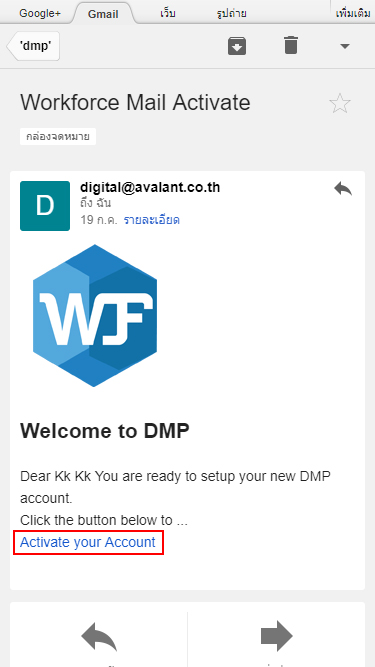 Google+ Gmail เว็บ รูปถ่าย เพิ่มเติม
'dmp'
Workforce Mail Activate
กล่องจดหมาย
D
digital@avalant.co.th
ถึง ฉัน
19 ก.ค. รายละเอียด
WF
Welcome to DMP
Dear Kk Kk You are ready to setup your new DMP
account.
Click the button below to ...
Activate your Account